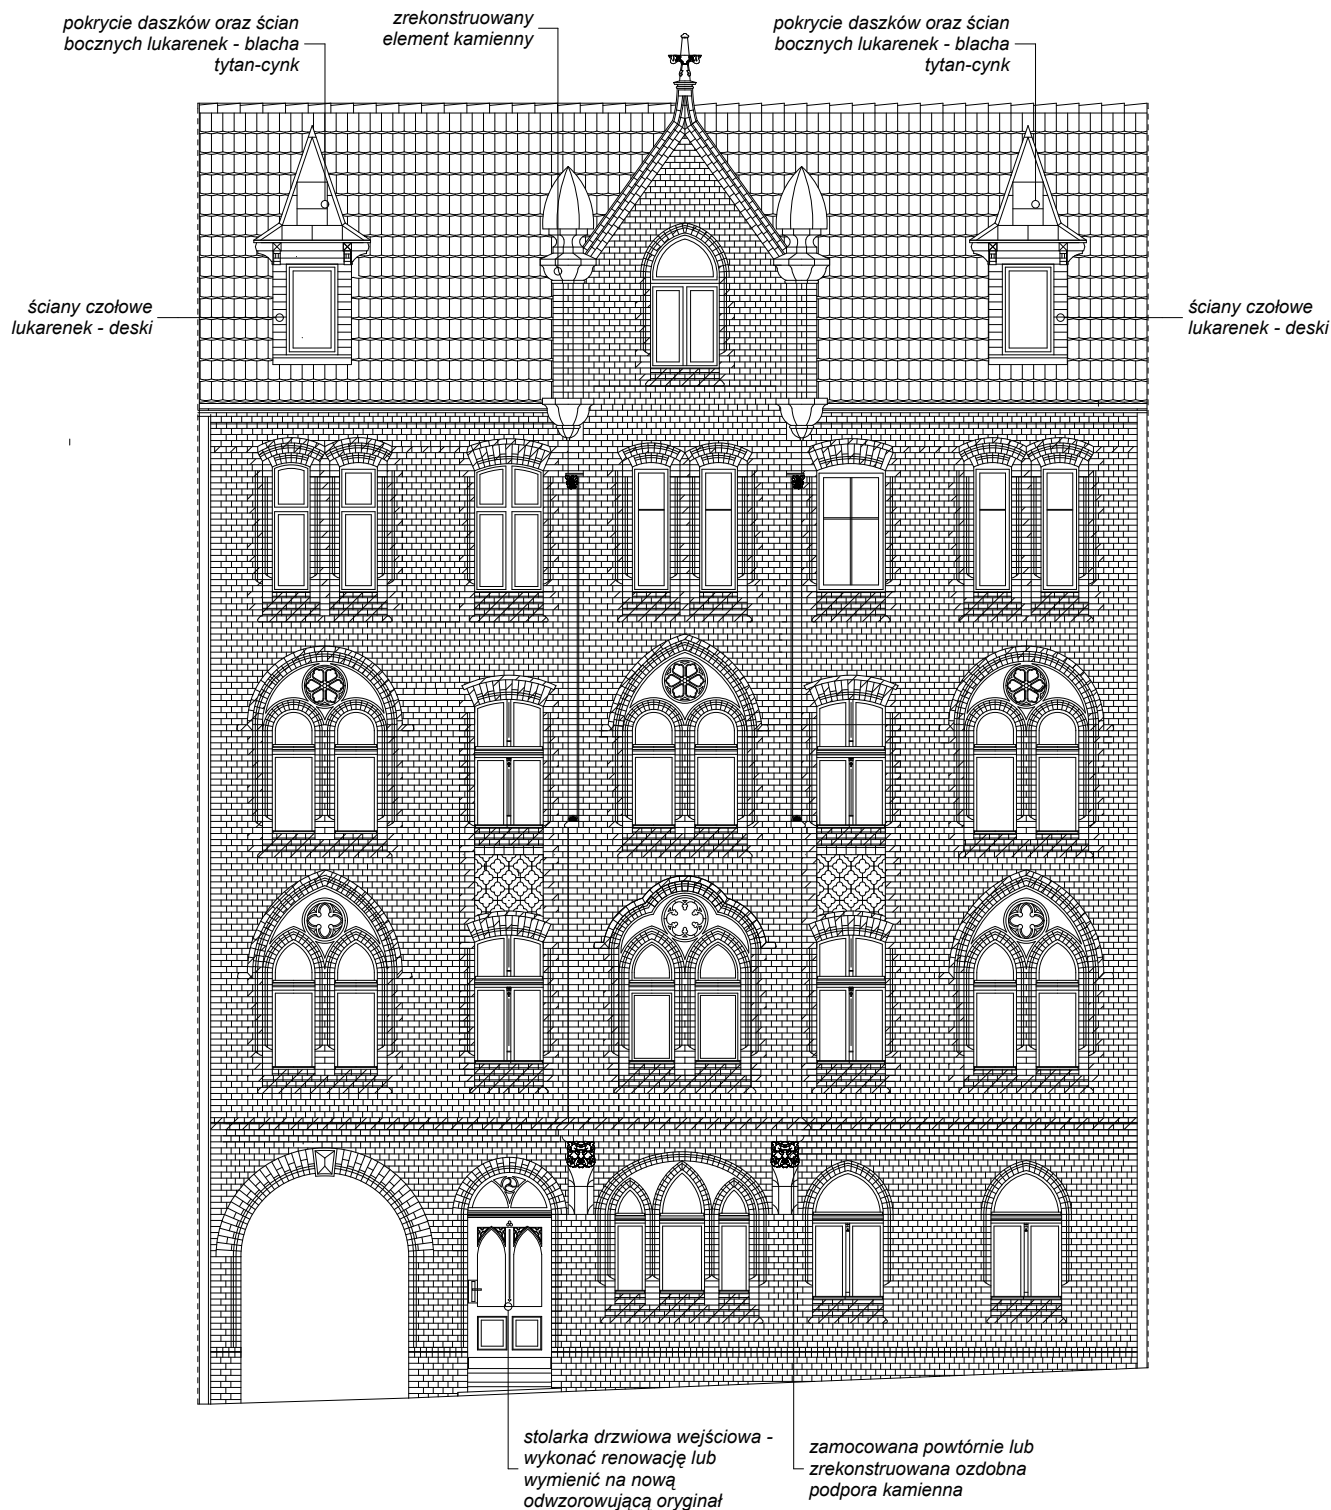 pokrycie daszków oraz ścian
bocznych lukarenek - blacha
tytan-cynk
zrekonstruowany
element kamienny
pokrycie daszków oraz ścian
bocznych lukarenek - blacha
tytan-cynk
ściany czołowe
lukarenek - deski
ściany czołowe
lukarenek - deski
stolarka drzwiowa wejściowa -
wykonać renowację lub
wymienić na nową
odwzorowującą oryginał
zamocowana powtórnie lub
zrekonstruowana ozdobna
podpora kamienna